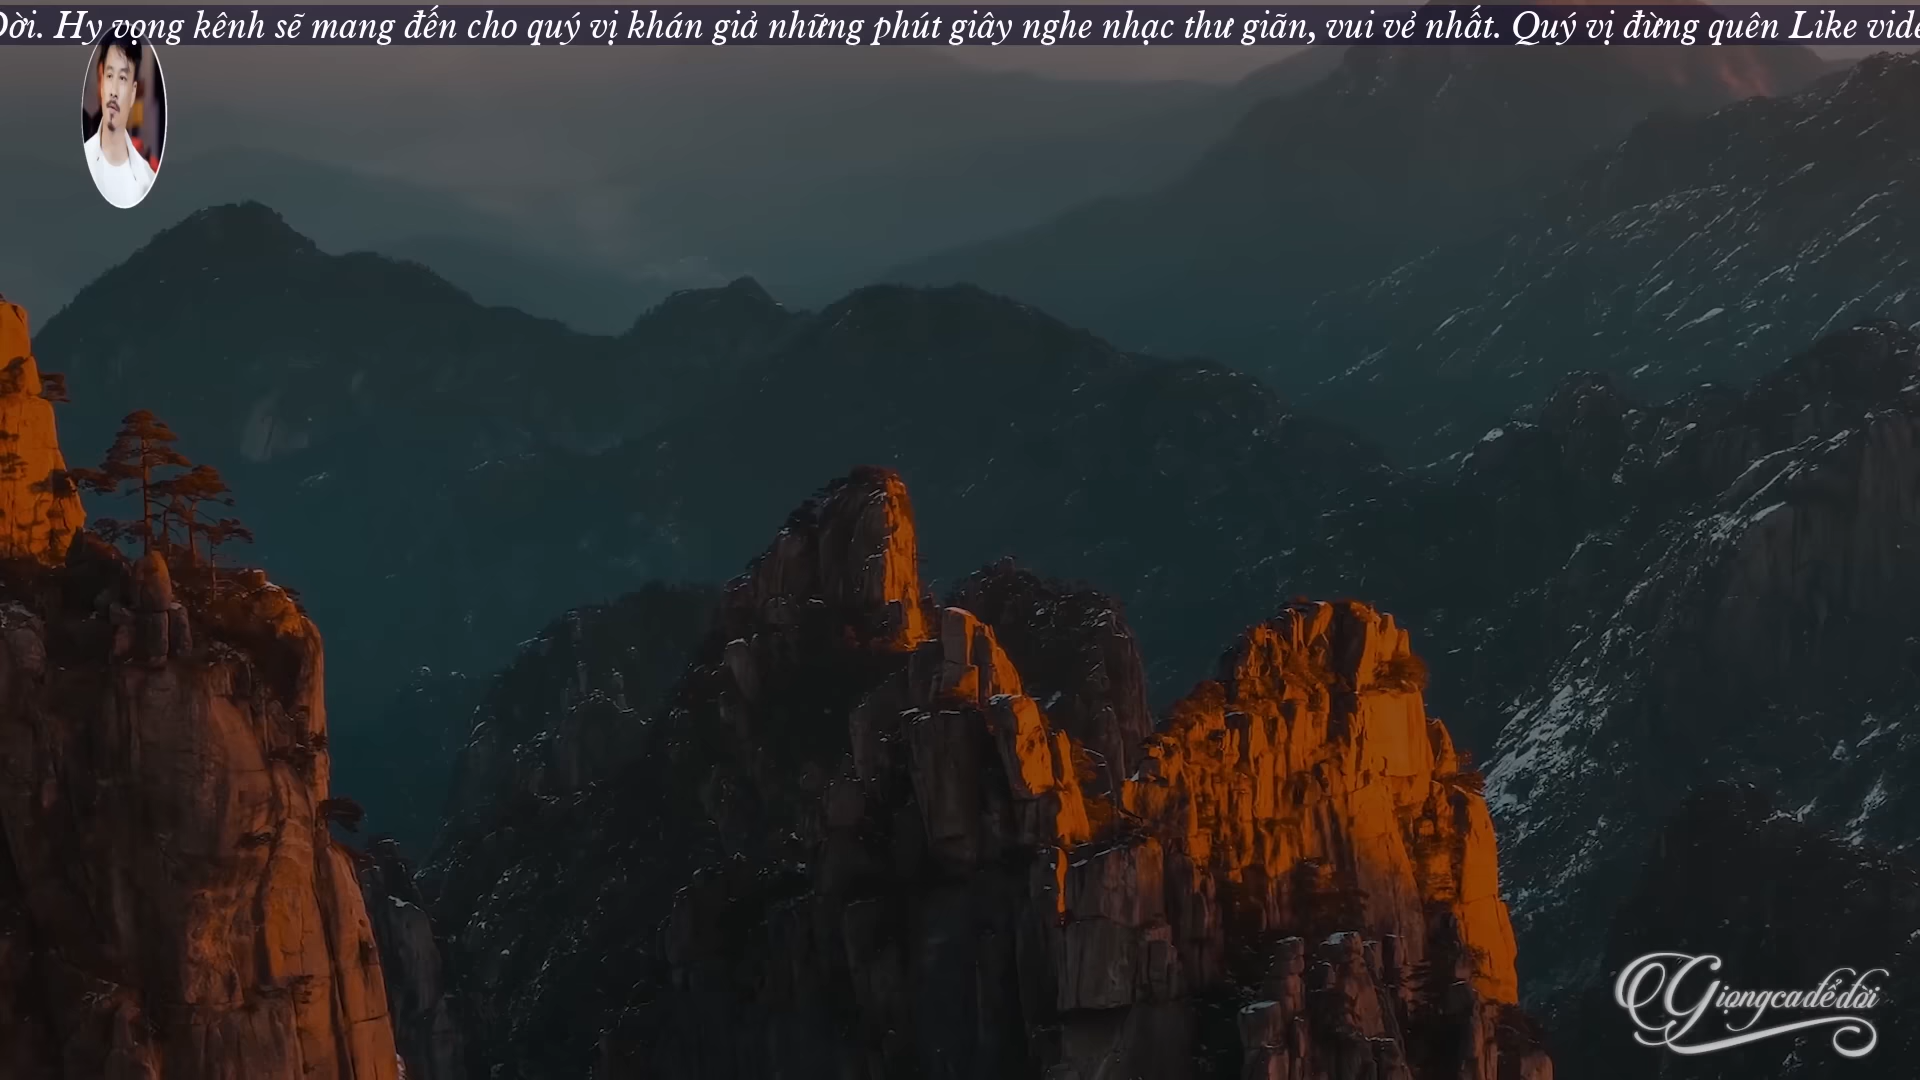 Đời. Hy vọng kênh sẽ mang đến cho quý vị khán giả những phút giây nghe nhạc thư giãn, vui vẻ nhất. Quý vị đừng quên Like vide
Giọngcadểđời